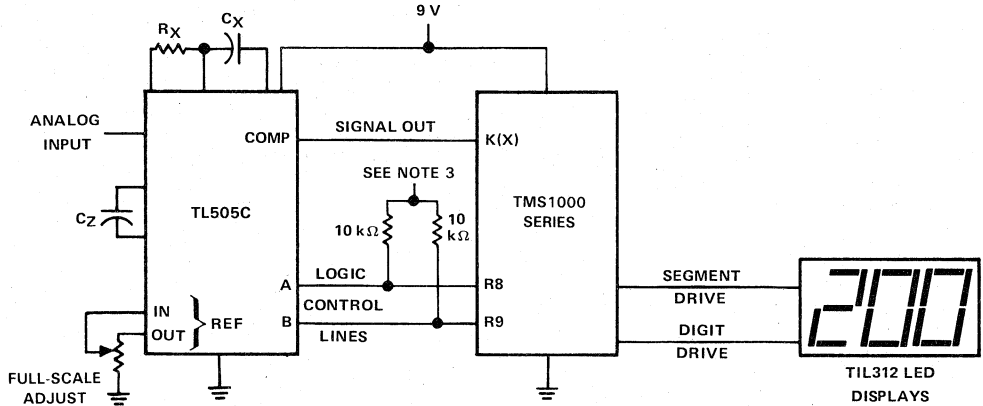 9 V
RX
CX
ANALOG
INPUT
COMP
SIGNAL OUT
K(X)
SEE NOTE 3
TMS1000
SERIES
TL505C
CZ
10 kΩ
10
kΩ
A
LOGIC
R8
CONTROL
B
LINES
R9
IN
OUT
REF
FULL-SCALE
ADJUST
SEGMENT
DRIVE
DIGIT
DRIVE
200
TIL312 LED
DISPLAYS